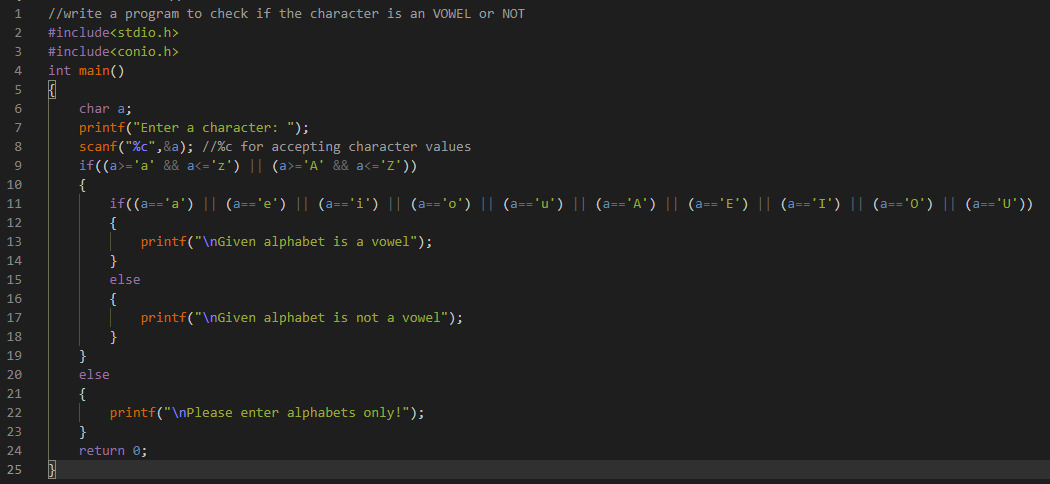 1 //write a program to check if the character is an VOWEL or NOT
2 #include<stdio.h>
3 #include<conio.h>
4 int main()
5 {
6     char a;
7     printf("Enter a character: ");
8     scanf("%c",&a); //%c for accepting character values
9     if((a>='a' && a<='z') || (a>='A' && a<='Z'))
10     {
11         if((a=='a') || (a=='e') || (a=='i') || (a=='o') || (a=='u') || (a=='A') || (a=='E') || (a=='I') || (a=='O') || (a=='U'))
12         {
13             printf("\nGiven alphabet is a vowel");
14         }
15         else
16         {
17             printf("\nGiven alphabet is not a vowel");
18         }
19     }
20     else
21     {
22         printf("\nPlease enter alphabets only!");
23     }
24     return 0;
25 }